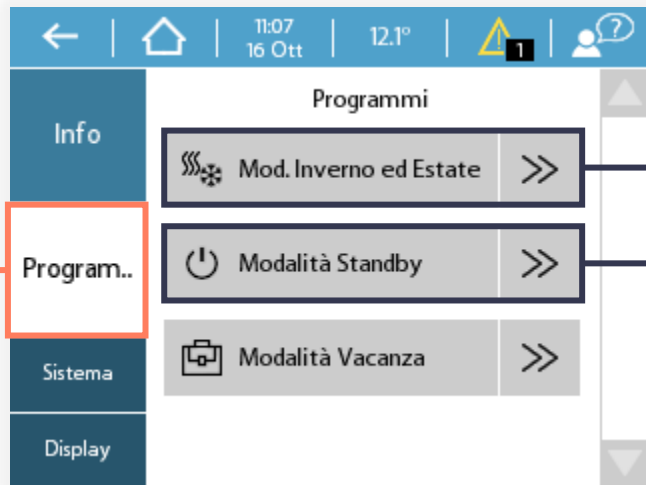 11:07
16 Ott
12.1°
1
?
Programmi
Info
Mod. Inverno ed Estate
Program..
Modalità Standby
Modalità Vacanza
Sistema
Display